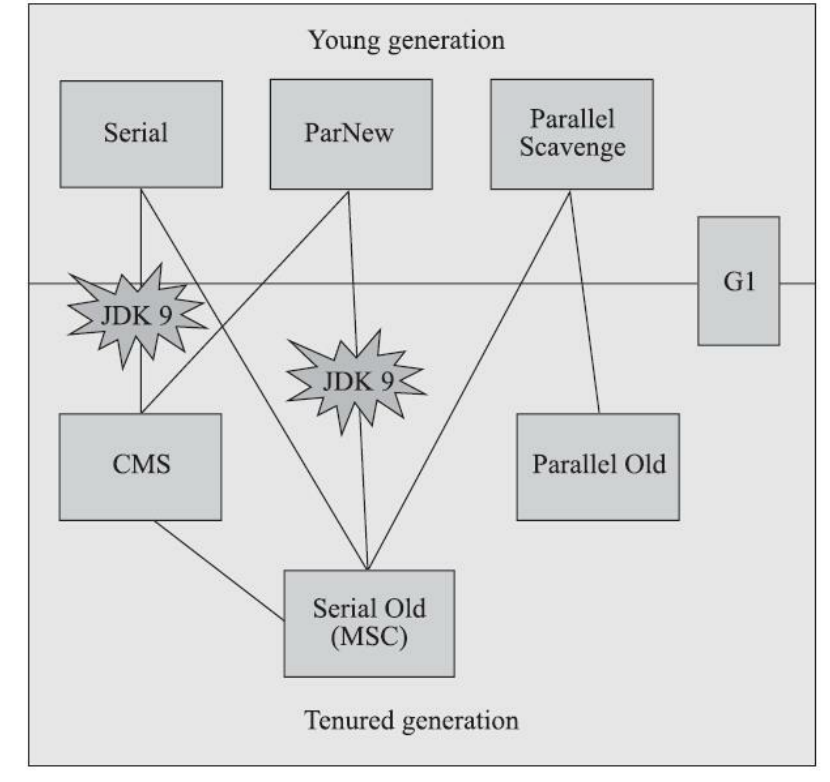 Young generation
Serial
ParNew
Parallel
Scavenge
G1
JDK 9
JDK 9
CMS
Parallel Old
Serial Old
(MSC)
Tenured generation